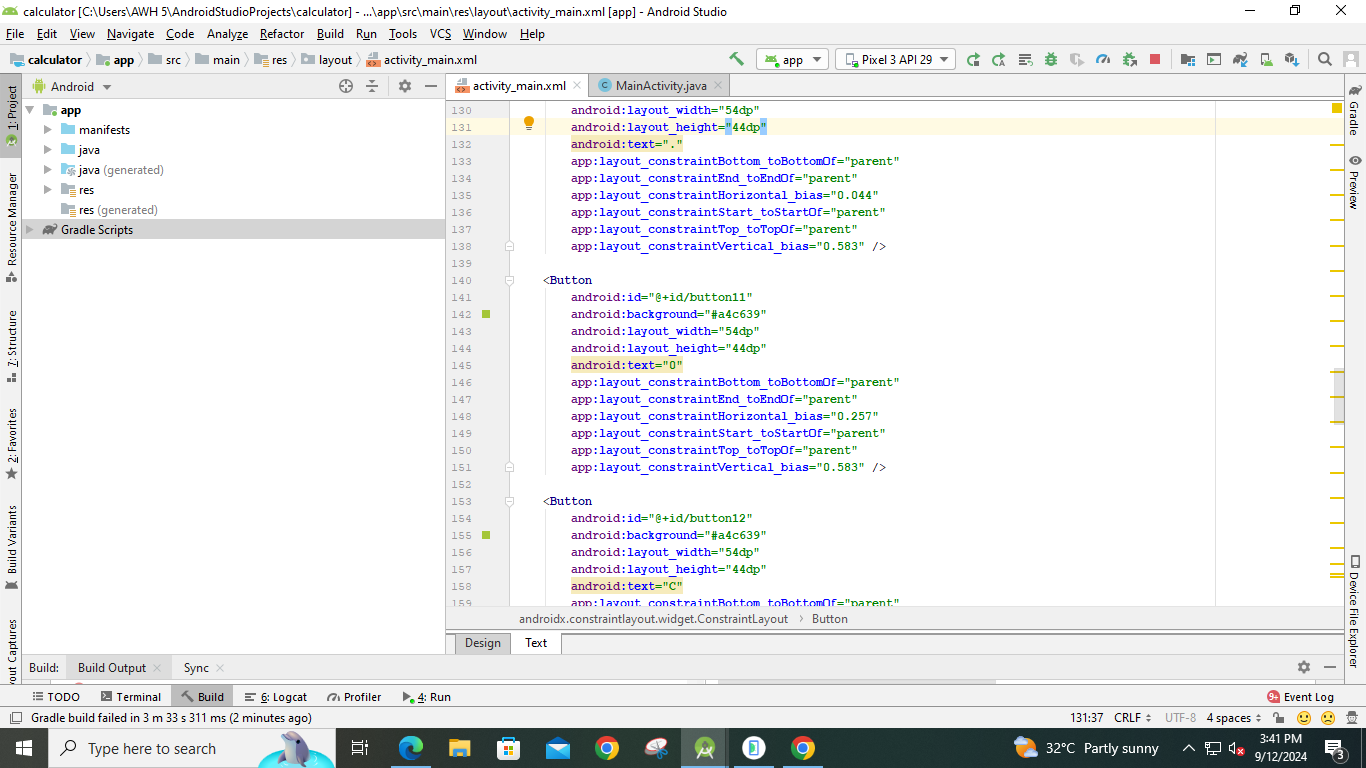 calculator [C:\Users\AWH 5\AndroidStudioProjects\calculator] - ...\app\src\main\res\layout\activity_main.xml [app] - Android Studio
File Edit View Navigate Code Analyze Refactor Build Run Tools VCS Window Help
calculator app src main res layout activity_main.xml app Pixel 3 API 29
Android
activity_main.xml MainActivity.java
app
manifests
java
java (generated)
res
res (generated)
Gradle Scripts
1: Project
Resource Manager
7: Structure
2: Favorites
Build Variants
out Captures
130 android:layout_width="54dp"
131 android:layout_height="44dp"
132 android:text="."
133 app:layout_constraintBottom_toBottomOf="parent"
134 app:layout_constraintEnd_toEndOf="parent"
135 app:layout_constraintHorizontal_bias="0.044"
136 app:layout_constraintStart_toStartOf="parent"
137 app:layout_constraintTop_toTopOf="parent"
138 app:layout_constraintVertical_bias="0.583" />
139
140 <Button
141 android:id="@+id/button11"
142 android:background="#a4c639"
143 android:layout_width="54dp"
144 android:layout_height="44dp"
145 android:text="0"
146 app:layout_constraintBottom_toBottomOf="parent"
147 app:layout_constraintEnd_toEndOf="parent"
148 app:layout_constraintHorizontal_bias="0.257"
149 app:layout_constraintStart_toStartOf="parent"
150 app:layout_constraintTop_toTopOf="parent"
151 app:layout_constraintVertical_bias="0.583" />
152
153 <Button
154 android:id="@+id/button12"
155 android:background="#a4c639"
156 android:layout_width="54dp"
157 android:layout_height="44dp"
158 android:text="C"
159 app:layout_constraintBottom_toBottomOf="parent"
androidx.constraintlayout.widget.ConstraintLayout Button
Design Text
Gradle
Preview
Device File Explorer
Build: Build Output Sync
TODO Terminal Build 6: Logcat Profiler 4: Run 9+ Event Log
Gradle build failed in 3 m 33 s 311 ms (2 minutes ago) 131:37 CRLF UTF-8 4 spaces
Type here to search 32°C Partly sunny 3:41 PM
9/12/2024 3